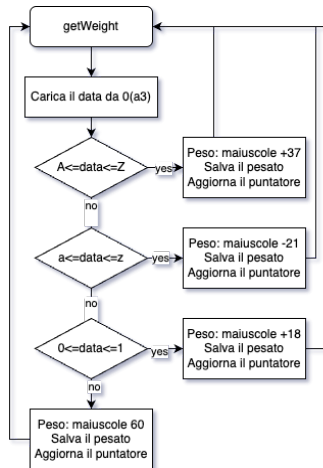 getWeight
Carica il data da 0(a3)
A<=data<=Z
yes
Peso: maiuscole +37
Salva il pesato
Aggiorna il puntatore
no
a<=data<=z
yes
Peso: maiuscole -21
Salva il pesato
Aggiorna il puntatore
no
0<=data<=1
yes
Peso: maiuscole +18
Salva il pesato
Aggiorna il puntatore
no
Peso: maiuscole 60
Salva il pesato
Aggiorna il puntatore